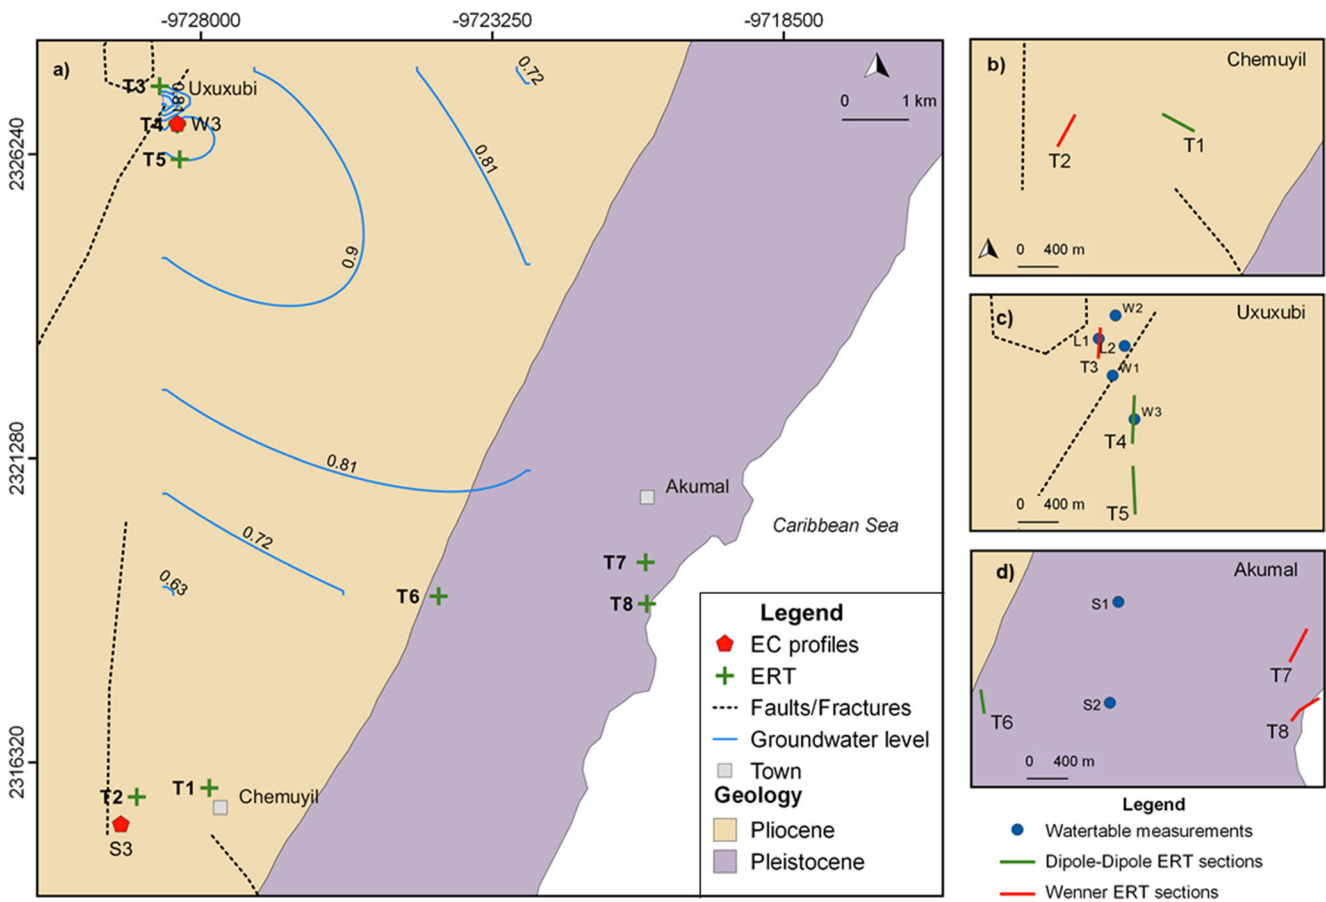 -9728000
-9723250
-9718500
a)
T3
0.81
Uxuxubi
T4
W3
T5
0.72
0
1 km
0.81
0.9
2326240
2321280
2316320
0.81
0.72
0.63
Akumal
Caribbean Sea
T7
T6
T8
T1
T2
Chemuyil
S3
Legend
EC profiles
ERT
Faults/Fractures
Groundwater level
Town
Geology
Pliocene
Pleistocene
b)
Chemuyil
T2
T1
0
400 m
c)
Uxuxubi
W2
L1
L2
T3
W1
W3
T4
T5
0
400 m
d)
Akumal
S1
T7
S2
T6
T8
0
400 m
Legend
Watertable measurements
Dipole-Dipole ERT sections
Wenner ERT sections